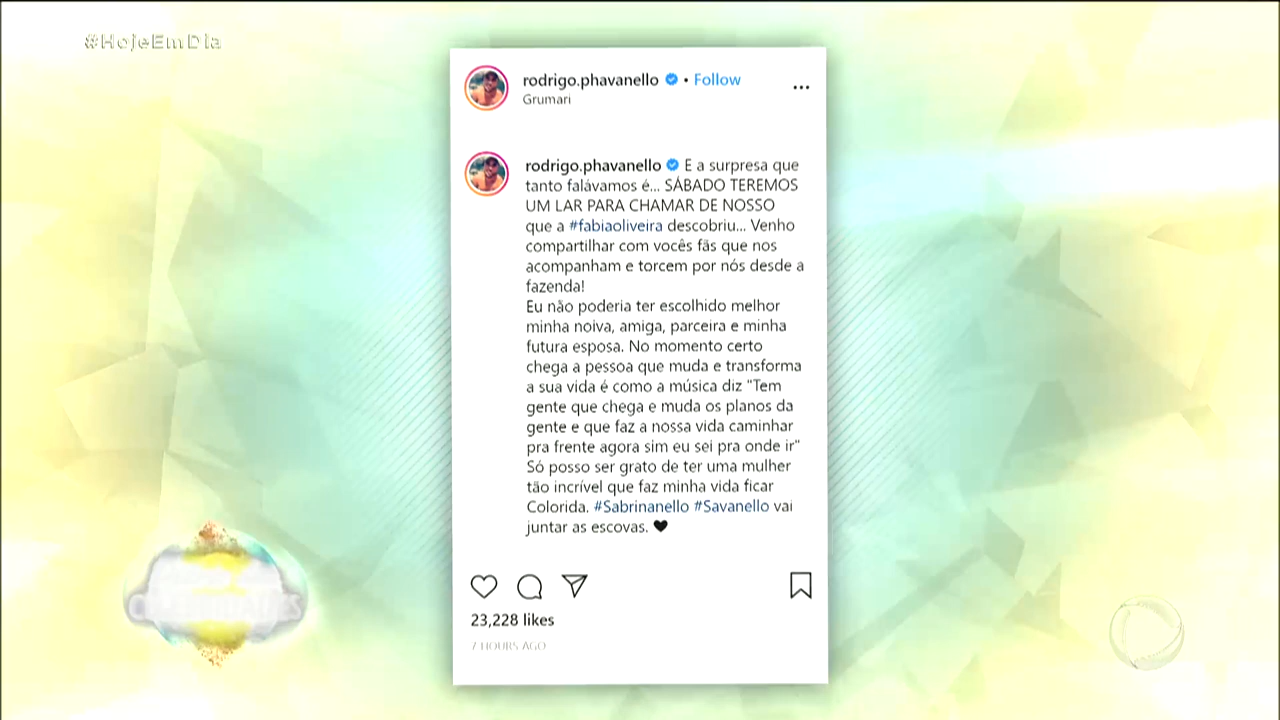 #HojeEmDia
rodrigo.phavanello • Follow
Grumari
rodrigo.phavanello E a surpresa que
tanto falávamos é... SÁBADO TEREMOS
UM LAR PARA CHAMAR DE NOSSO
que a #fabiaoliveira descobriu... Venho
compartilhar com vocês fãs que nos
acompanham e torcem por nós desde a
fazenda!
Eu não poderia ter escolhido melhor
minha noiva, amiga, parceira e minha
futura esposa. No momento certo
chega a pessoa que muda e transforma
a sua vida é como a música diz "Tem
gente que chega e muda os planos da
gente e que faz a nossa vida caminhar
pra frente agora sim eu sei pra onde ir"
Só posso ser grato de ter uma mulher
tão incrível que faz minha vida ficar
Colorida. #Sabrinanello #Savanello vai
juntar as escovas. 🖤
23,228 likes
7 HOURS AGO